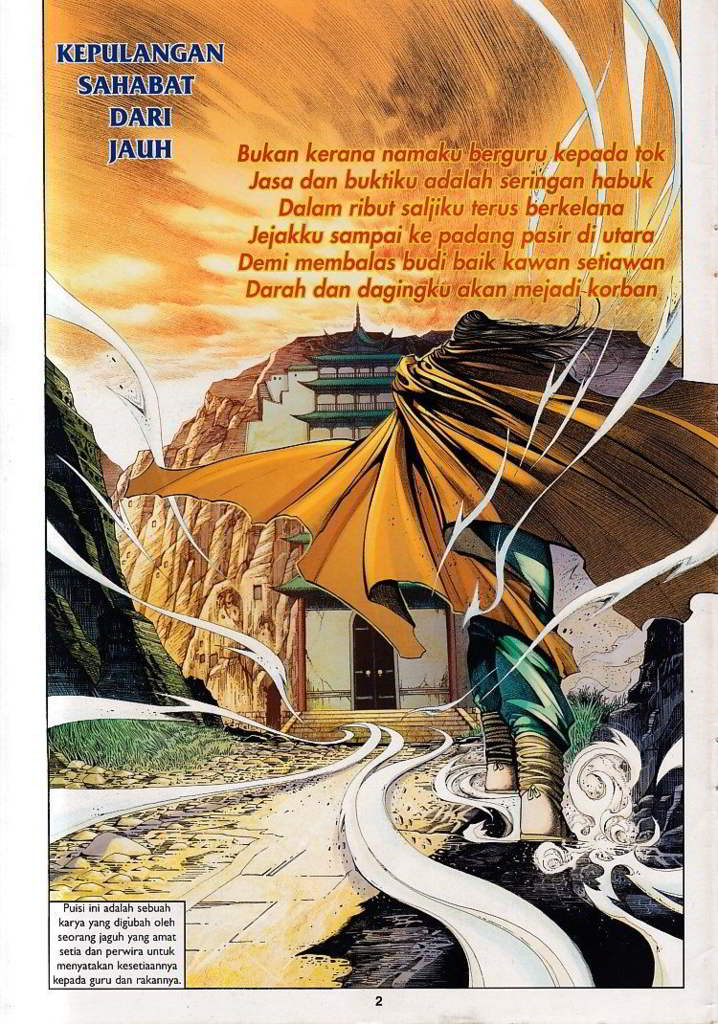 KEPULANGAN
SAHABAT
DARI
JAUH
Bukan kerana namaku berguru kepada tok
Jasa dan buktiku adalah seringan habuk
Dalam ribut saljiku terus berkelana
Jejakku sampai ke padang pasir di utara
Demi membalas budi baik kawan setiawan
Darah dan dagingku akan mejadi korban
Puisi ini adalah sebuah
karya yang digubah oleh
seorang jaguh yang amat
setia dan perwira untuk
menyatakan kesetiaannya
kepada guru dan rakannya.
2